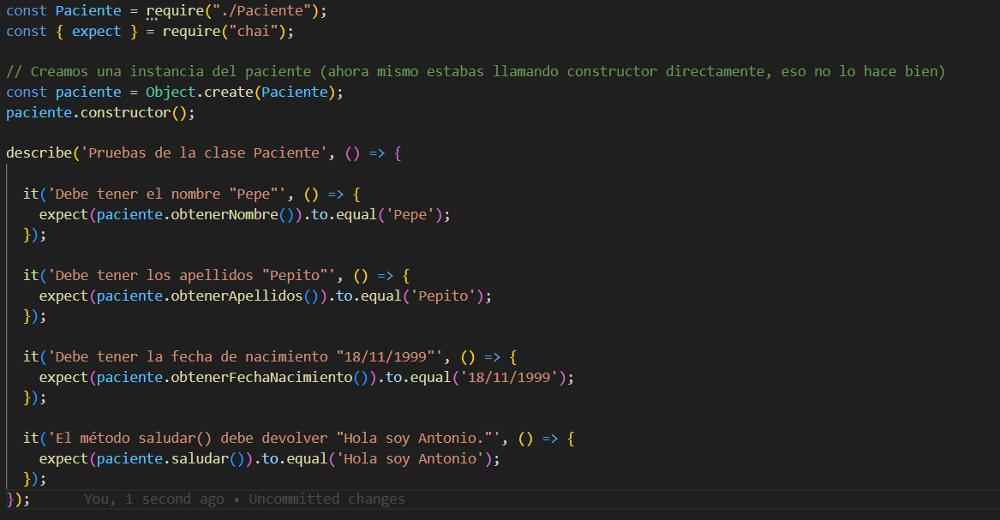 const Paciente = require("./Paciente");
const { expect } = require("chai");
// Creamos una instancia del paciente (ahora mismo estabas llamando constructor directamente, eso no lo hace bien)
const paciente = Object.create(Paciente);
paciente.constructor();
describe('Pruebas de la clase Paciente', () => {
it('Debe tener el nombre "Pepe"', () => {
expect(paciente.obtenerNombre()).to.equal('Pepe');
});
it('Debe tener los apellidos "Pepito"', () => {
expect(paciente.obtenerApellidos()).to.equal('Pepito');
});
it('Debe tener la fecha de nacimiento "18/11/1999"', () => {
expect(paciente.obtenerFechaNacimiento()).to.equal('18/11/1999');
});
it('El método saludar() debe devolver "Hola soy Antonio."', () => {
expect(paciente.saludar()).to.equal('Hola soy Antonio');
});
}); You, 1 second ago • Uncommitted changes